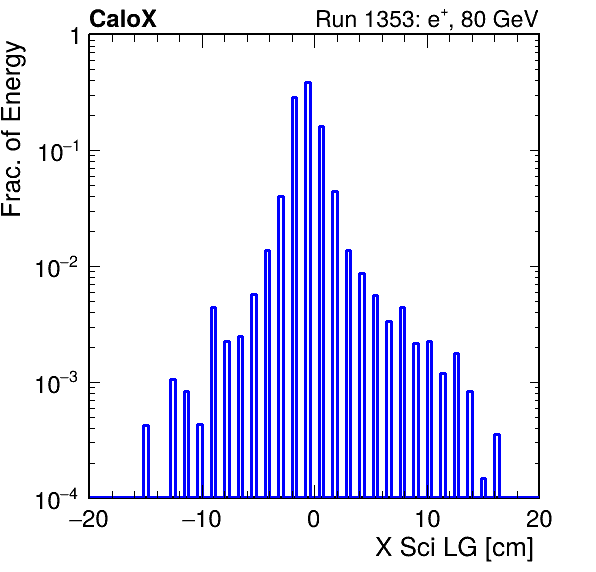 CaloX Run 1353: e⁺, 80 GeV
Frac. of Energy
1
10⁻¹
10⁻²
10⁻³
10⁻⁴
−20 −10 0 10 20
X Sci LG [cm]